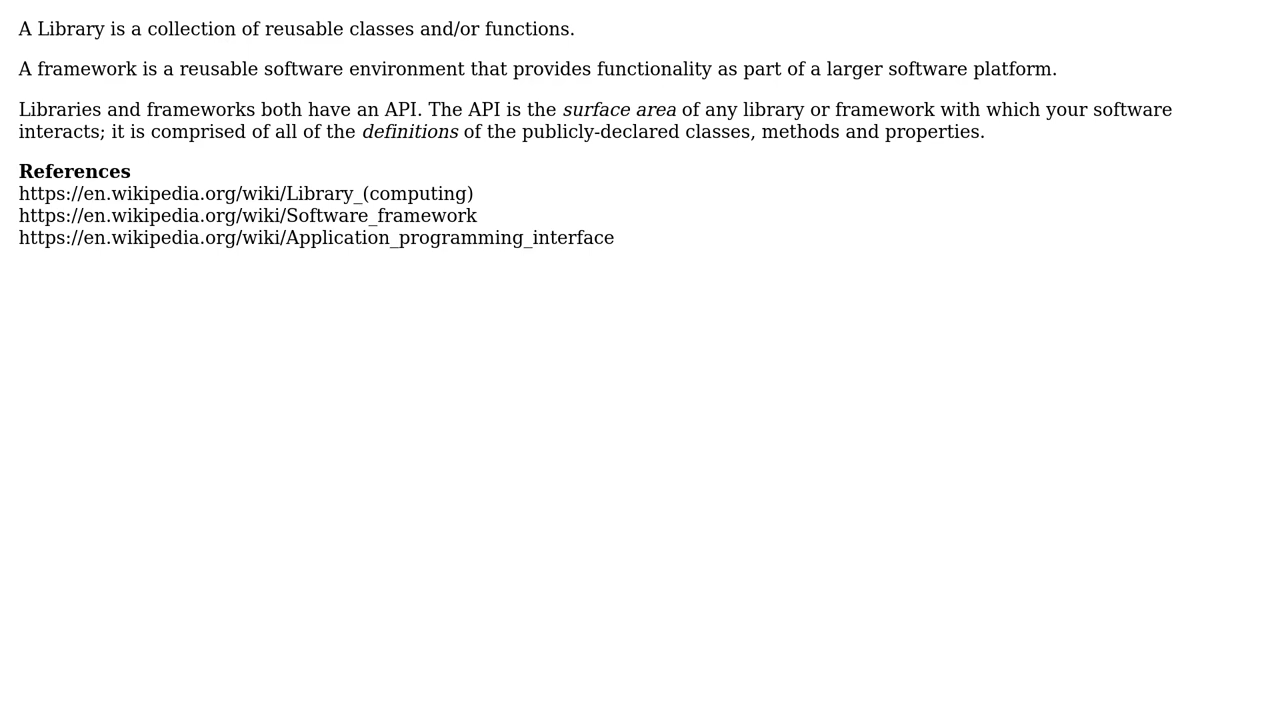 A Library is a collection of reusable classes and/or functions.
A framework is a reusable software environment that provides functionality as part of a larger software platform.
Libraries and frameworks both have an API. The API is the surface area of any library or framework with which your software
interacts; it is comprised of all of the definitions of the publicly-declared classes, methods and properties.
References
https://en.wikipedia.org/wiki/Library_(computing)
https://en.wikipedia.org/wiki/Software_framework
https://en.wikipedia.org/wiki/Application_programming_interface